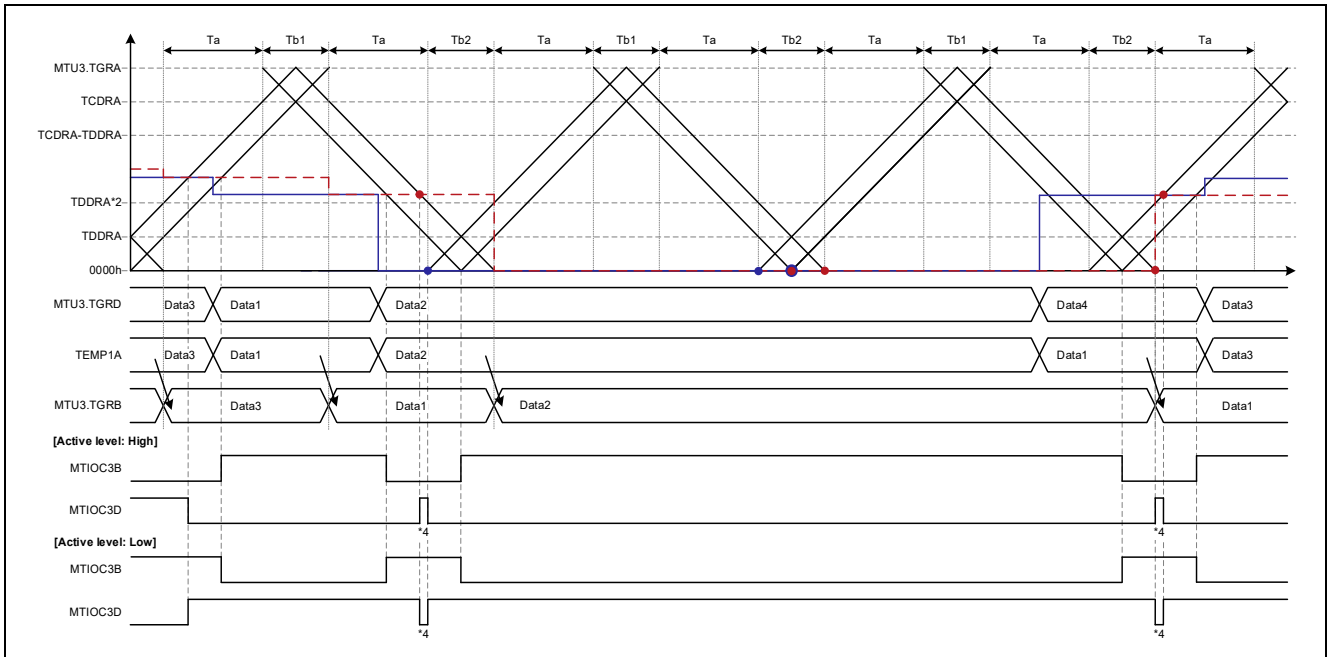 Ta Tb1 Ta Tb2 Ta Tb1 Ta Tb2 Ta Tb1 Ta Tb2 Ta
MTU3.TGRA
TCDRA
TCDRA-TDDRA
TDDRA*2
TDDRA
0000h
MTU3.TGRD Data3 Data1 Data2 Data4 Data3
TEMP1A Data3 Data1 Data2 Data1 Data3
MTU3.TGRB Data3 Data1 Data2 Data1
[Active level: High]
MTIOC3B
MTIOC3D
*4 *4
[Active level: Low]
MTIOC3B
MTIOC3D
*4 *4